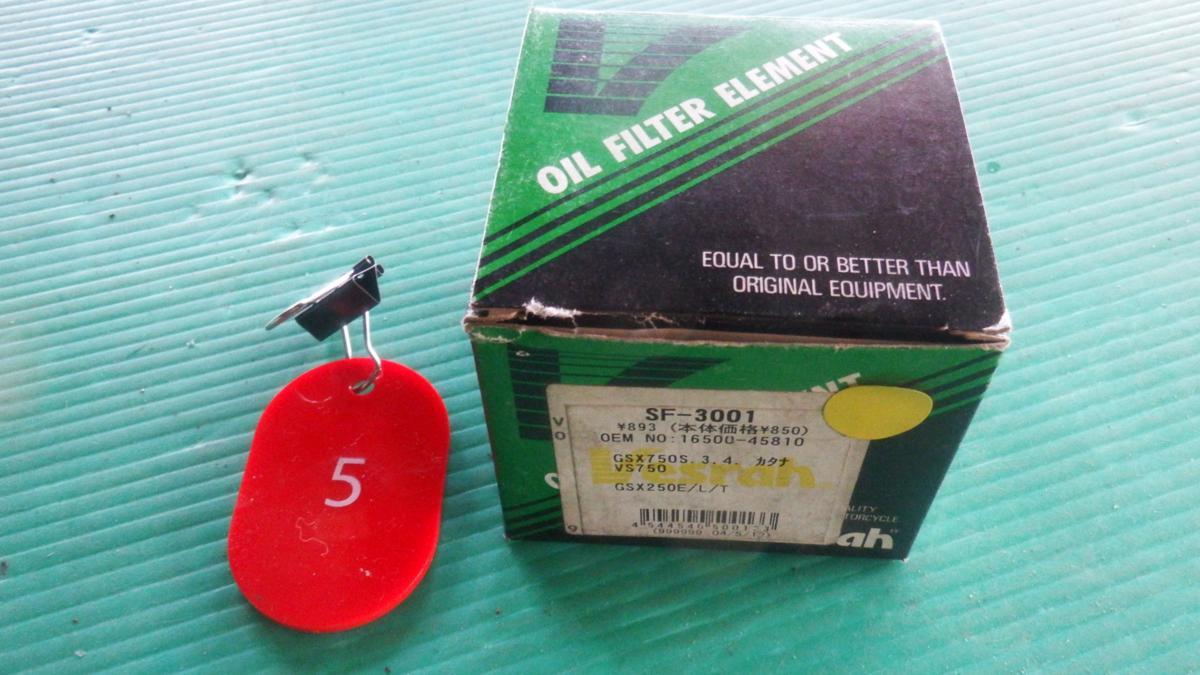 OIL FILTER ELEMENT
EQUAL TO OR BETTER THAN
ORIGINAL EQUIPMENT.
SF-3001
¥893 (本体価格¥850)
OEM NO:16500-45810
GSX750S.3.4. カタナ
VS750
GSX250E/L/T
5